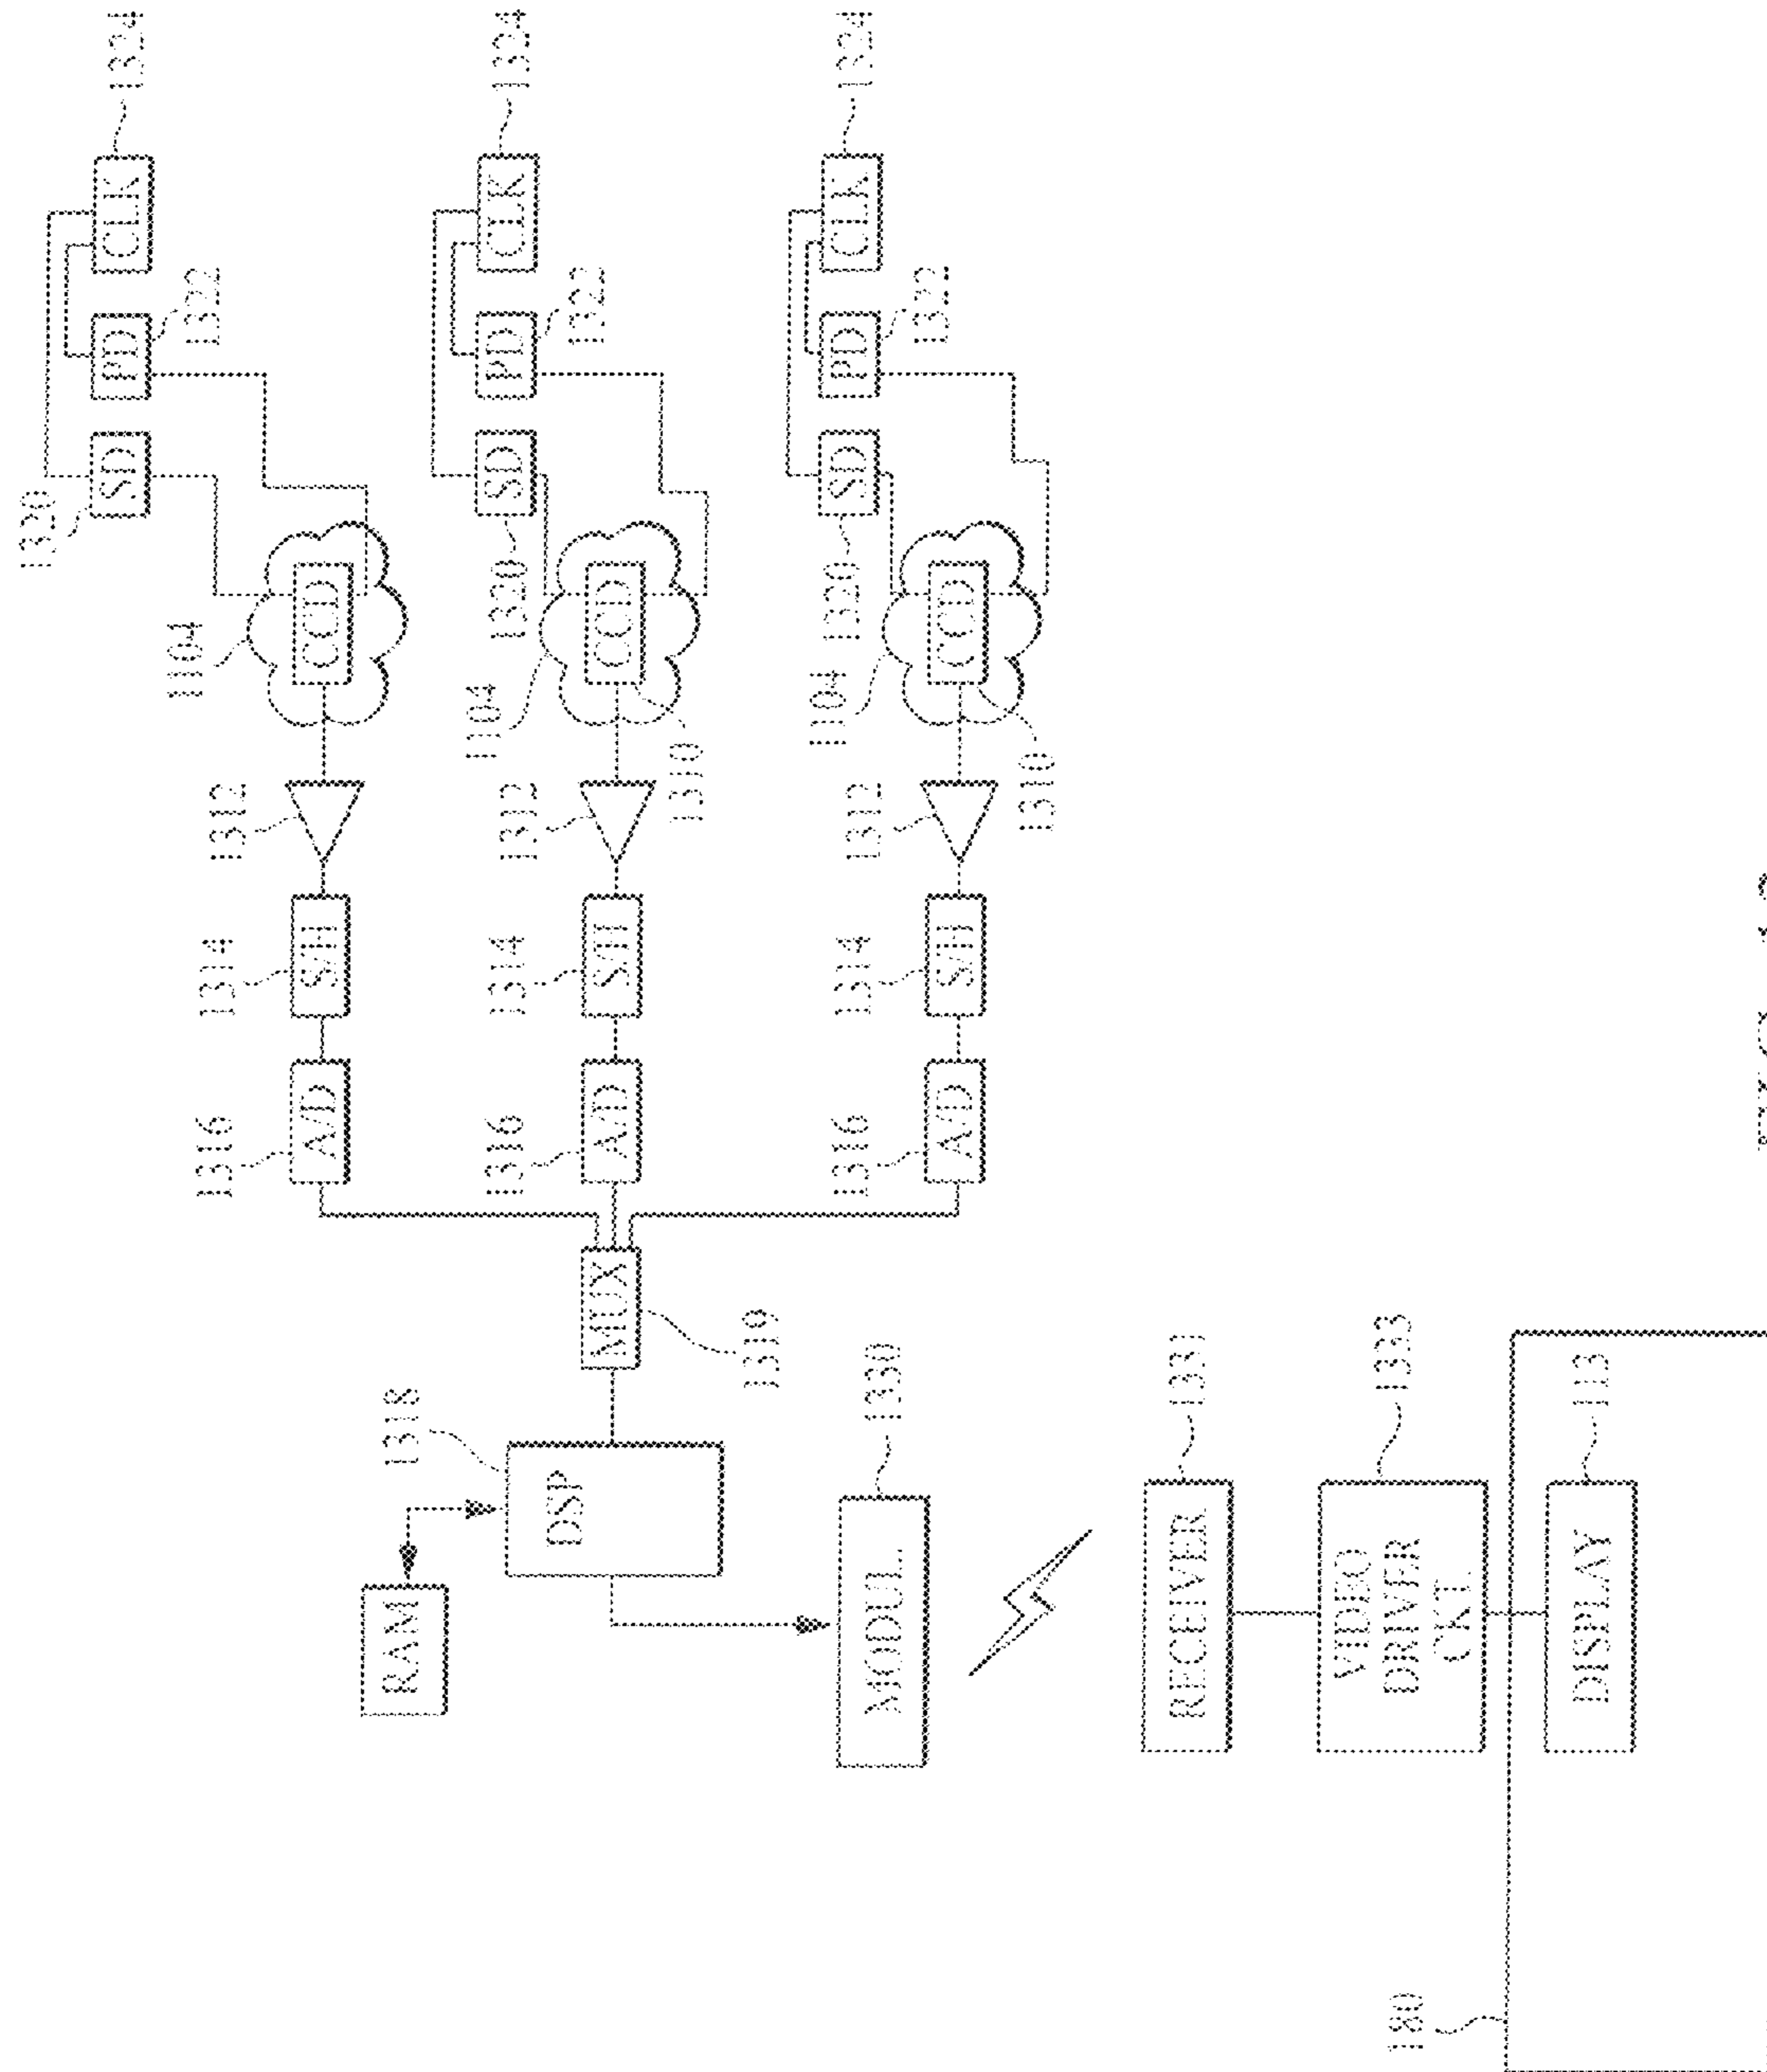 1324
1324
1324
CLK
CLK
CLK
1322
1322
1322
PD
PD
PD
1320
SD
SD
SD
1320
1320
1104
1104
1104
CCD
CCD
CCD
1310
1310
1312
1312
1312
1314
S/H
1314
S/H
1314
S/H
1316
A/D
1316
A/D
1316
A/D
MUX
1319
1318
DSP
RAM
1330
MODUL.
1331
RECEIVER
1333
VIDEO
DRIVER
CKT.
113
DISPLAY
180